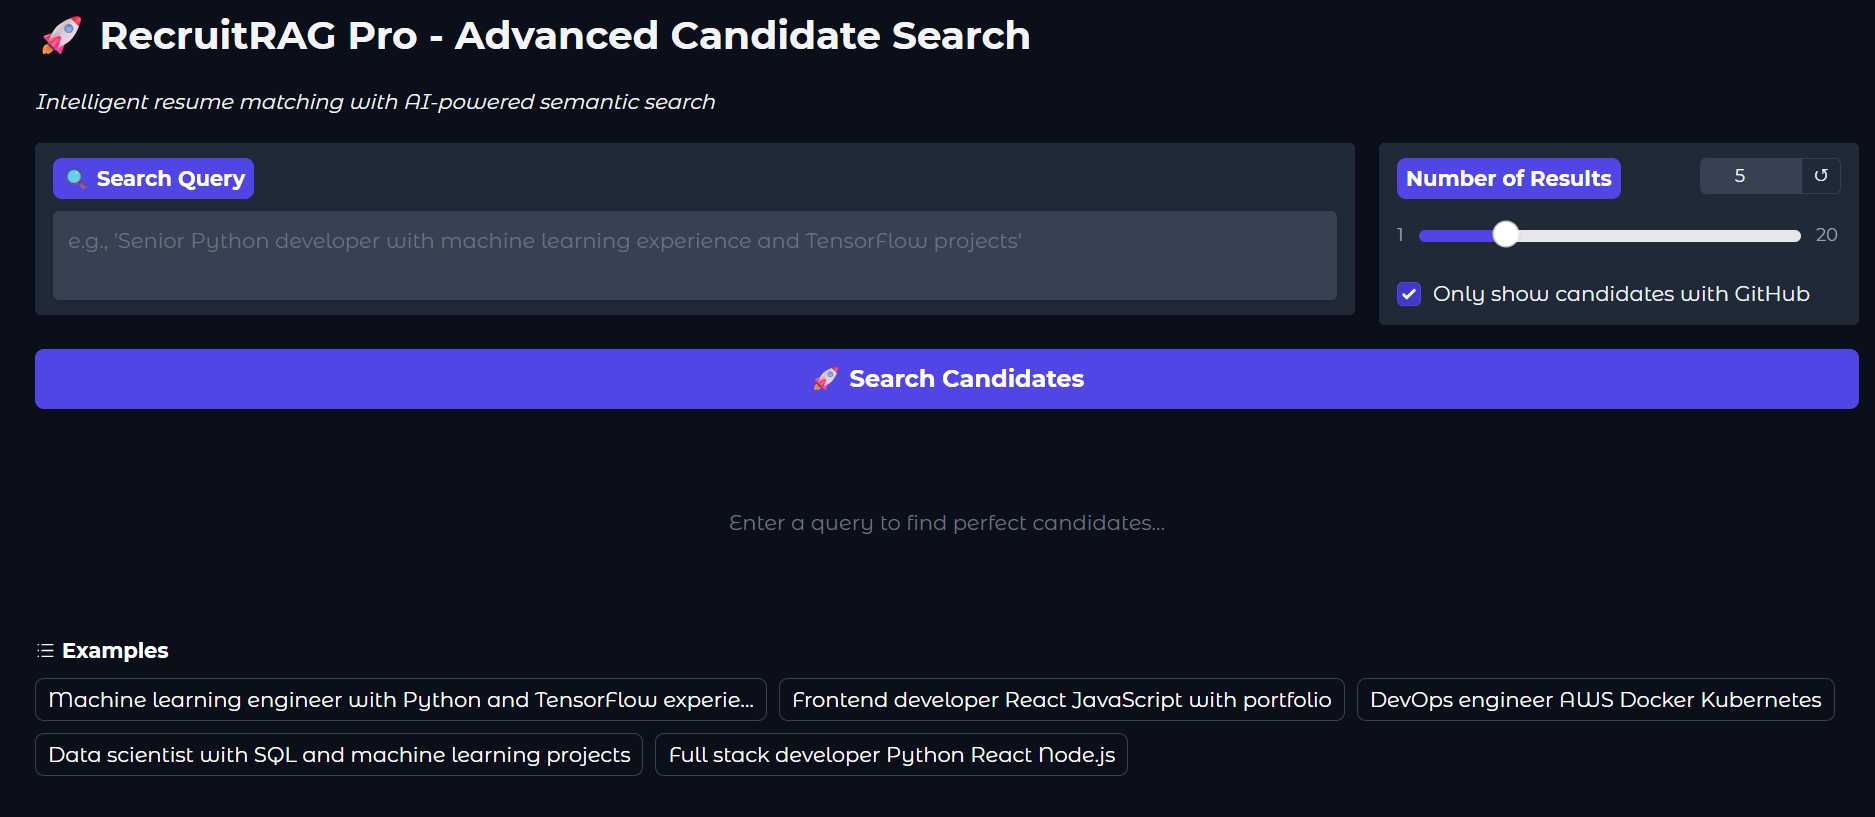 🚀 RecruitRAG Pro - Advanced Candidate Search
Intelligent resume matching with AI-powered semantic search
🔍 Search Query
e.g., 'Senior Python developer with machine learning experience and TensorFlow projects'
Number of Results
5
1
20
Only show candidates with GitHub
🚀 Search Candidates
Enter a query to find perfect candidates...
Examples
Machine learning engineer with Python and TensorFlow experie...
Frontend developer React JavaScript with portfolio
DevOps engineer AWS Docker Kubernetes
Data scientist with SQL and machine learning projects
Full stack developer Python React Node.js